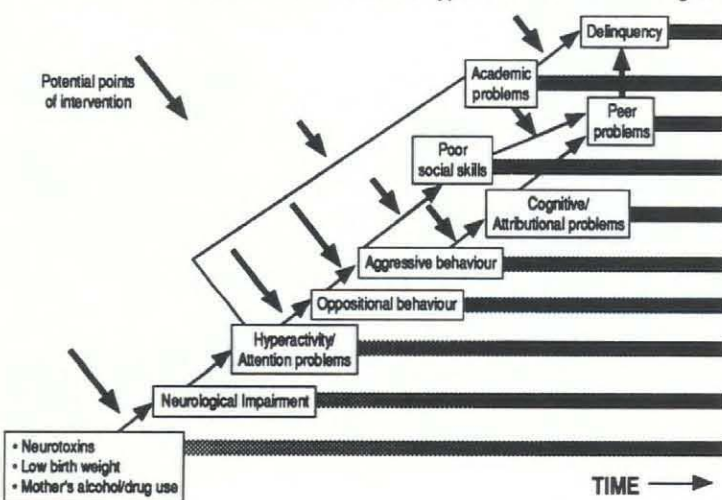 Delinquency
Academic
problems
Potential points
of intervention
Peer
problems
Poor
social skills
Cognitive/
Attributional problems
Aggressive behaviour
Oppositional behaviour
Hyperactivity/
Attention problems
Neurological Impairment
• Neurotoxins
• Low birth weight
• Mother's alcohol/drug use
TIME